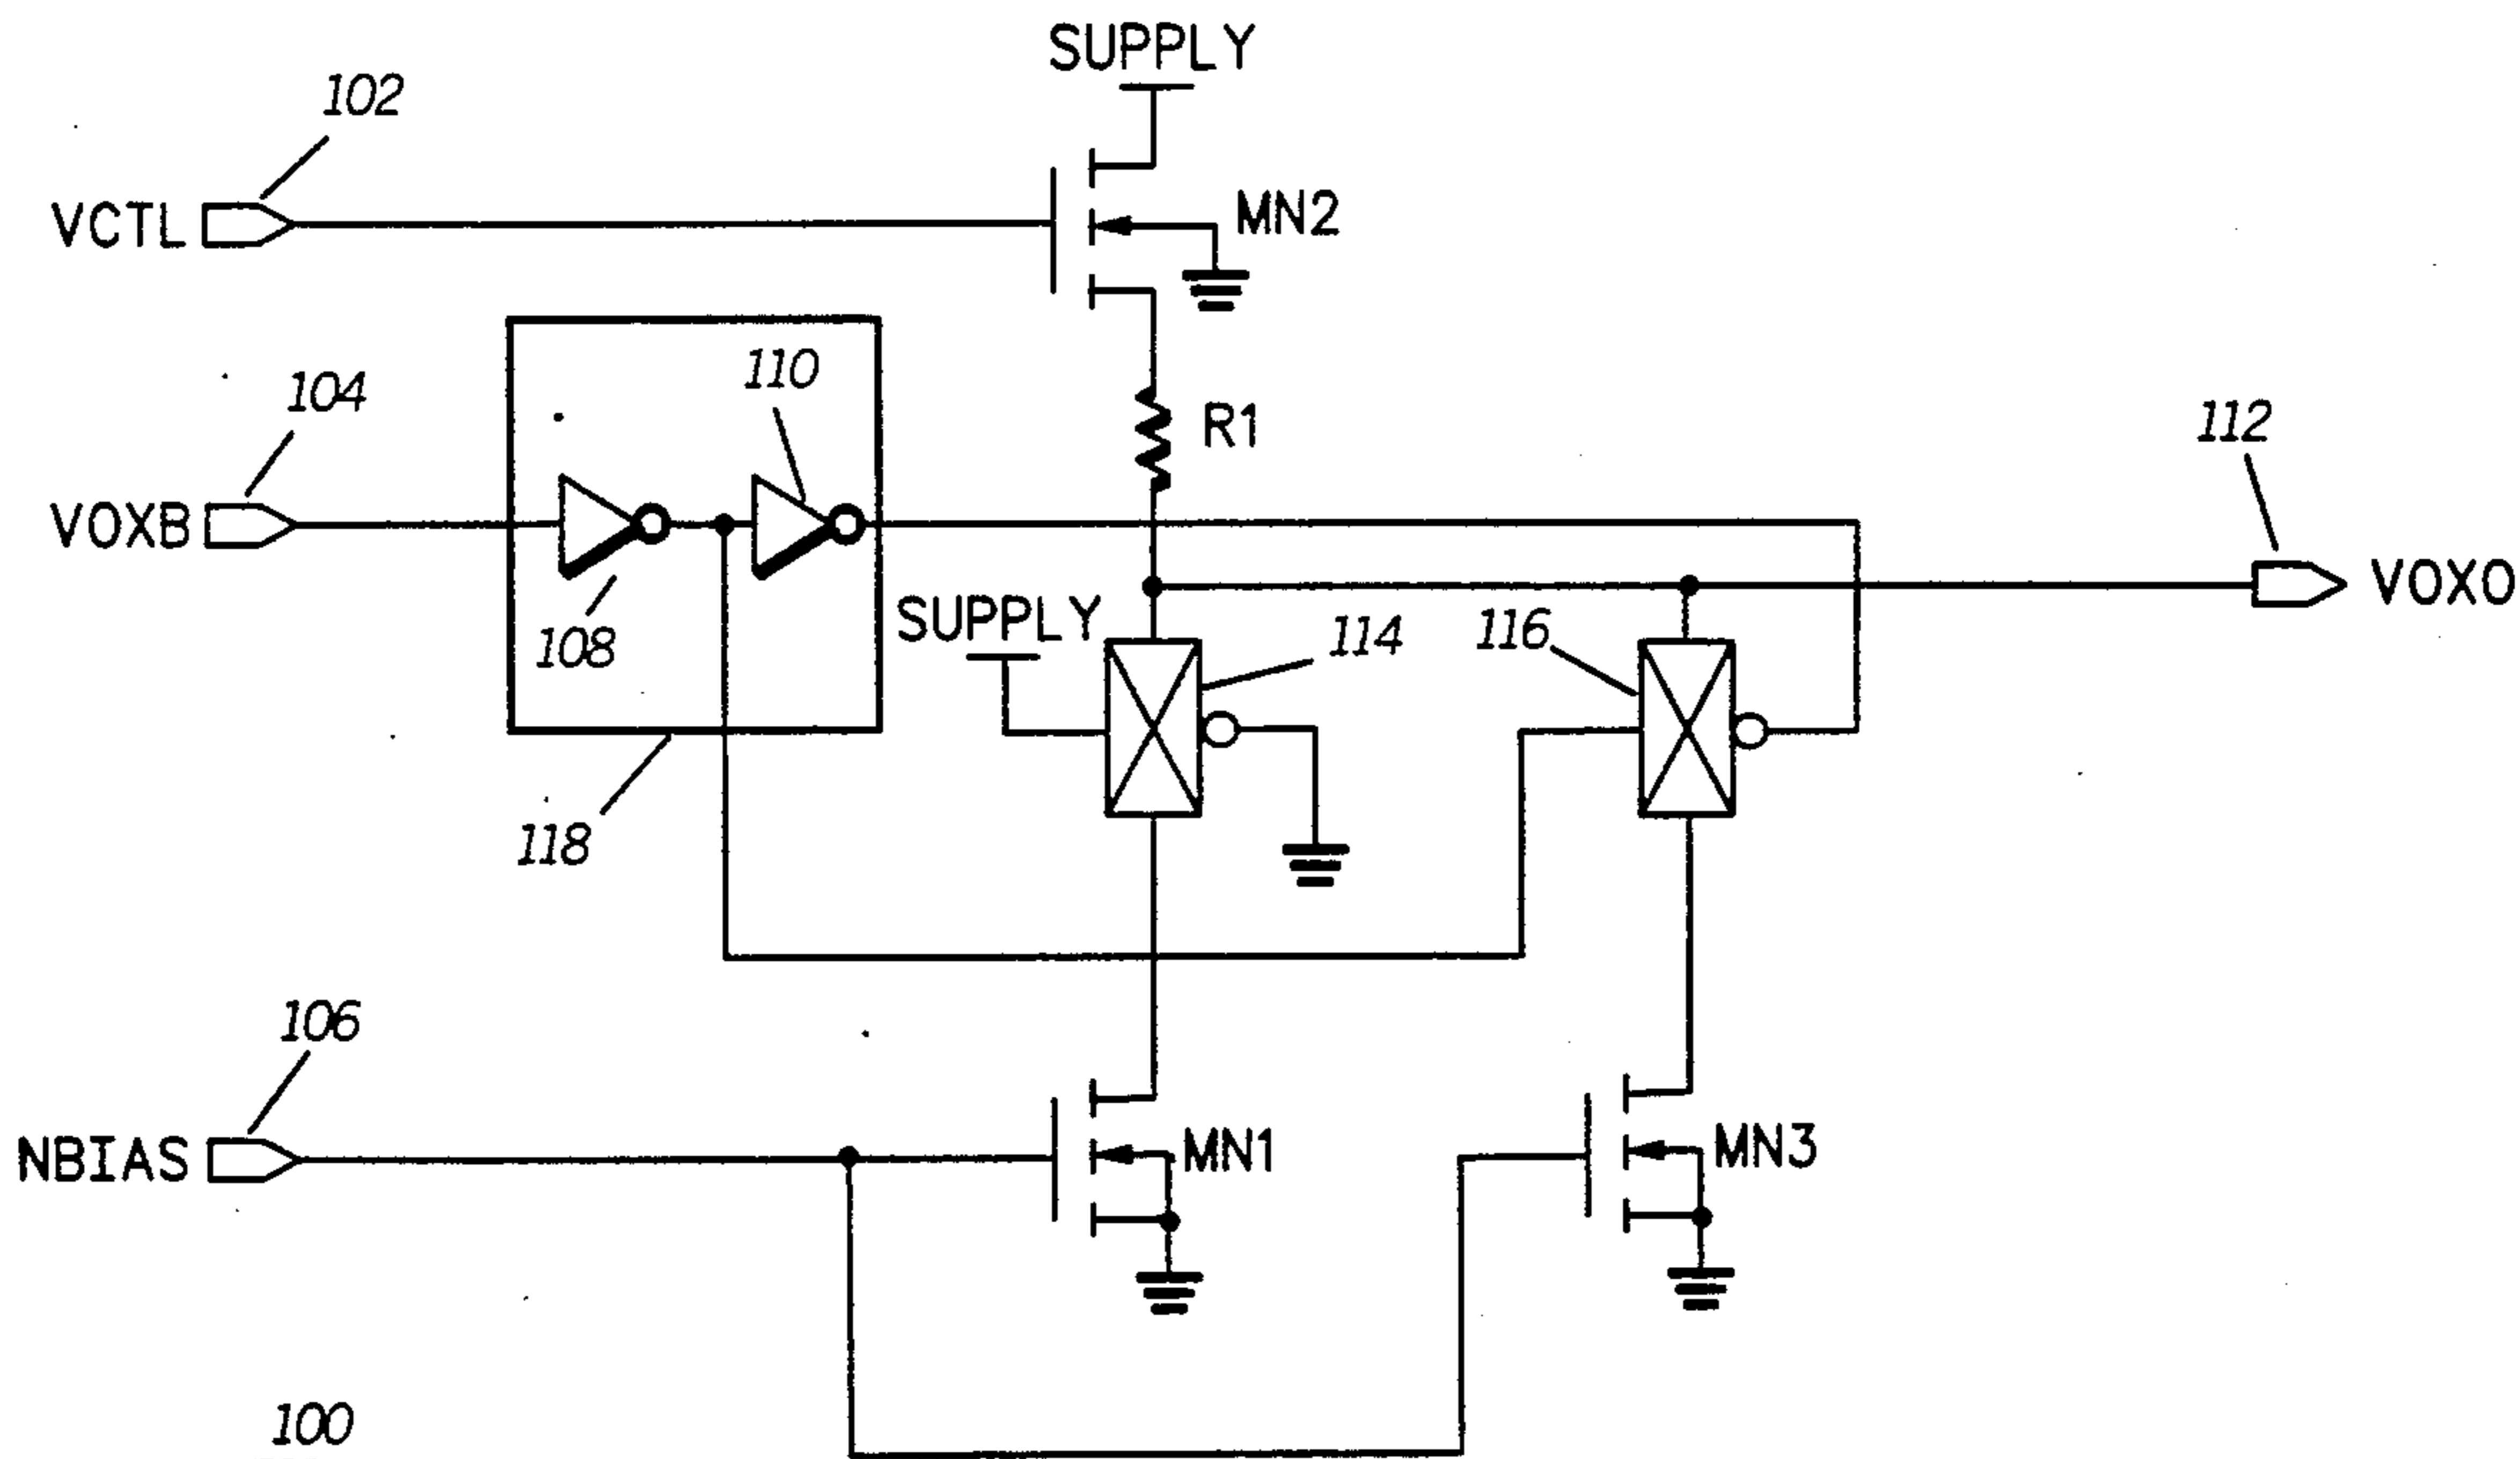 SUPPLY
102
VCTL
MN2
110
104
R1
112
VOXB
VOXO
SUPPLY
108
114
116
118
106
NBIAS
MN1
MN3
100